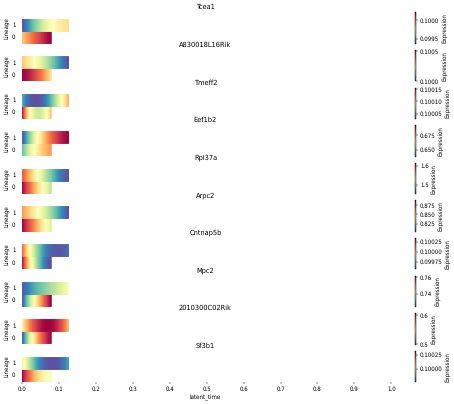 Tcea1
Lineage
1
0
0.1000
0.0995
Expression
A830018L16Rik
Lineage
1
0
0.1005
0.1000
Expression
Tmeff2
Lineage
1
0
0.10015
0.10010
0.10005
Expression
Eef1b2
Lineage
1
0
0.675
0.650
Expression
Rpl37a
Lineage
1
0
1.6
1.5
Expression
Arpc2
Lineage
1
0
0.875
0.850
0.825
Expression
Cntnap5b
Lineage
1
0
0.10025
0.10000
0.09975
Expression
Mpc2
Lineage
1
0
0.76
0.74
Expression
2010300C02Rik
Lineage
1
0
0.6
0.5
Expression
Sf3b1
Lineage
1
0
0.10025
0.10000
Expression
0.0 0.1 0.2 0.3 0.4 0.5 0.6 0.7 0.8 0.9 1.0
latent_time